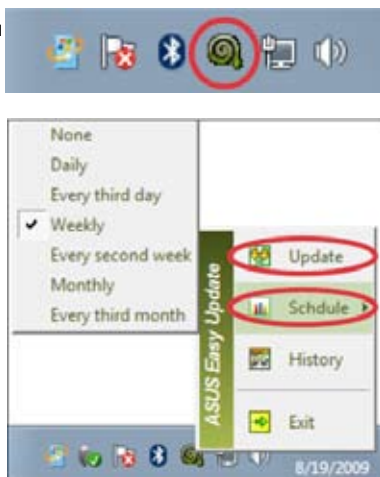 None
Daily
Every third day
Weekly
Every second week
Monthly
Every third month
ASUS Easy Update
Update
Schdule
History
Exit
8/19/2009